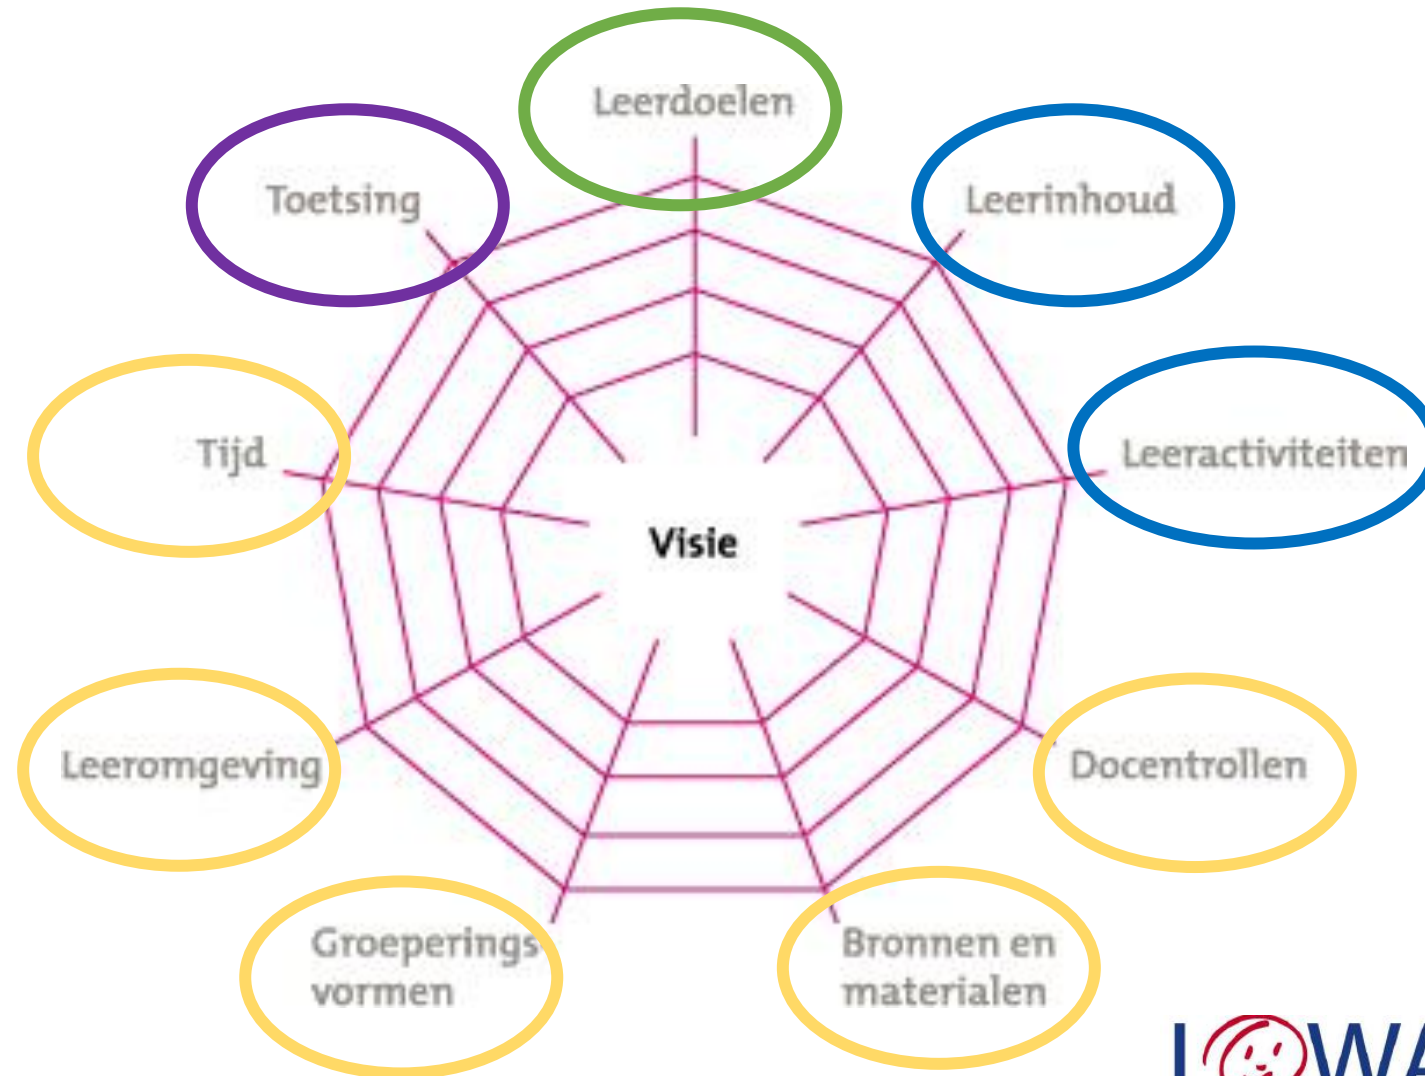 Leerdoelen
Toetsing
Leerinhoud
Tijd
Leeractiviteiten
Visie
Leeromgeving
Docentrollen
Groeperings
vormen
Bronnen en
materialen